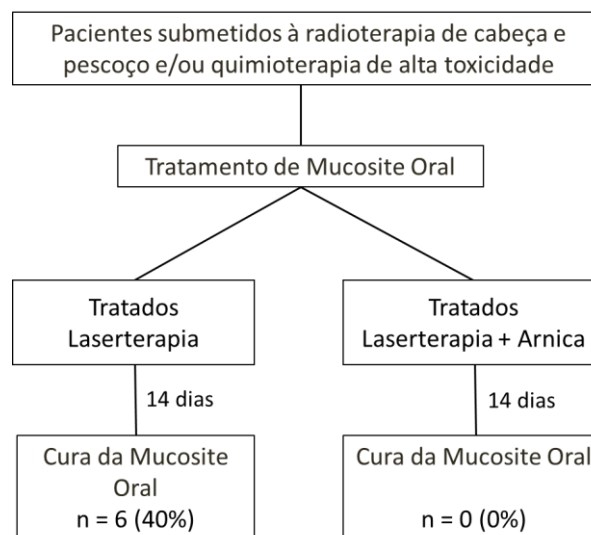 Pacientes submetidos à radioterapia de cabeça e
pescoço e/ou quimioterapia de alta toxicidade
Tratamento de Mucosite Oral
Tratados
Laserterapia
Tratados
Laserterapia + Arnica
14 dias
14 dias
Cura da Mucosite
Oral
n = 6 (40%)
Cura da Mucosite Oral
n = 0 (0%)